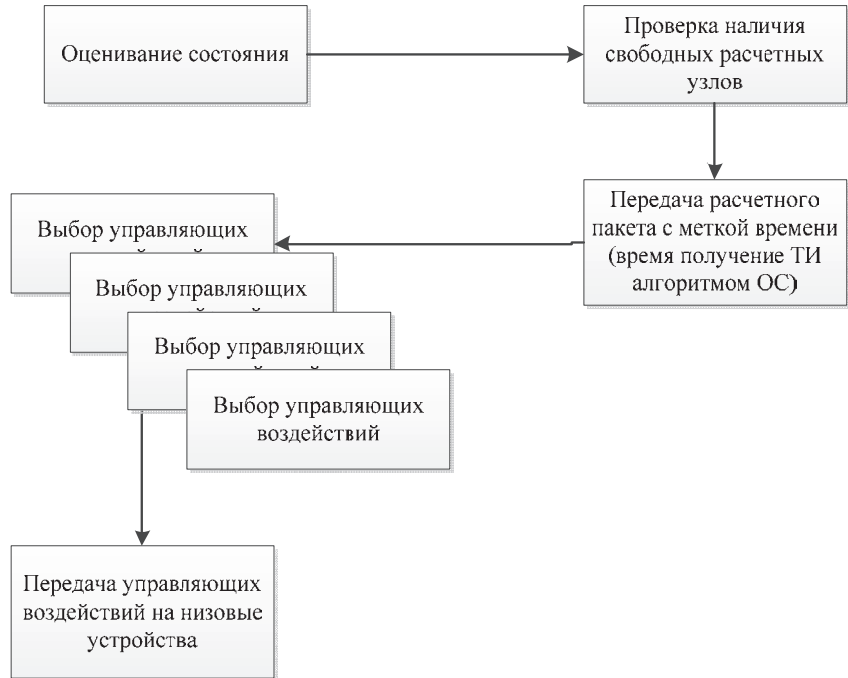 Оценивание состояния
Проверка наличия
свободных расчетных
узлов
Передача расчетного
пакета с меткой времени
(время получение ТИ
алгоритмом ОС)
Выбор управляющих
Выбор управляющих
Выбор управляющих
Выбор управляющих
воздействий
Передача управляющих
воздействий на низовые
устройства